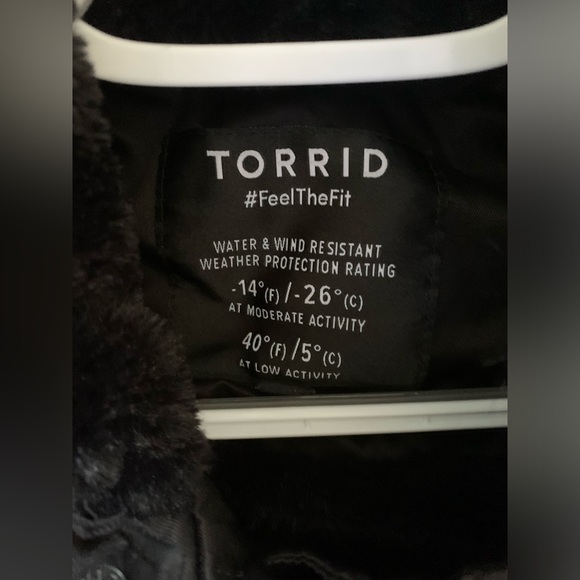 TORRID
#FeelTheFit
WATER & WIND RESISTANT
WEATHER PROTECTION RATING
-14°(F)/-26°(C)
AT MODERATE ACTIVITY
40°(F)/5°(C)
AT LOW ACTIVITY